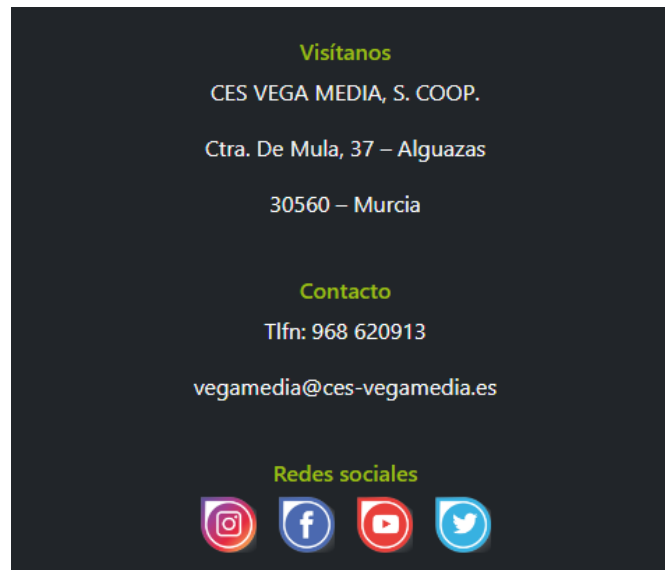 Visítanos
CES VEGA MEDIA, S. COOP.
Ctra. De Mula, 37 – Alguazas
30560 – Murcia
Contacto
Tlfn: 968 620913
vegamedia@ces-vegamedia.es
Redes sociales